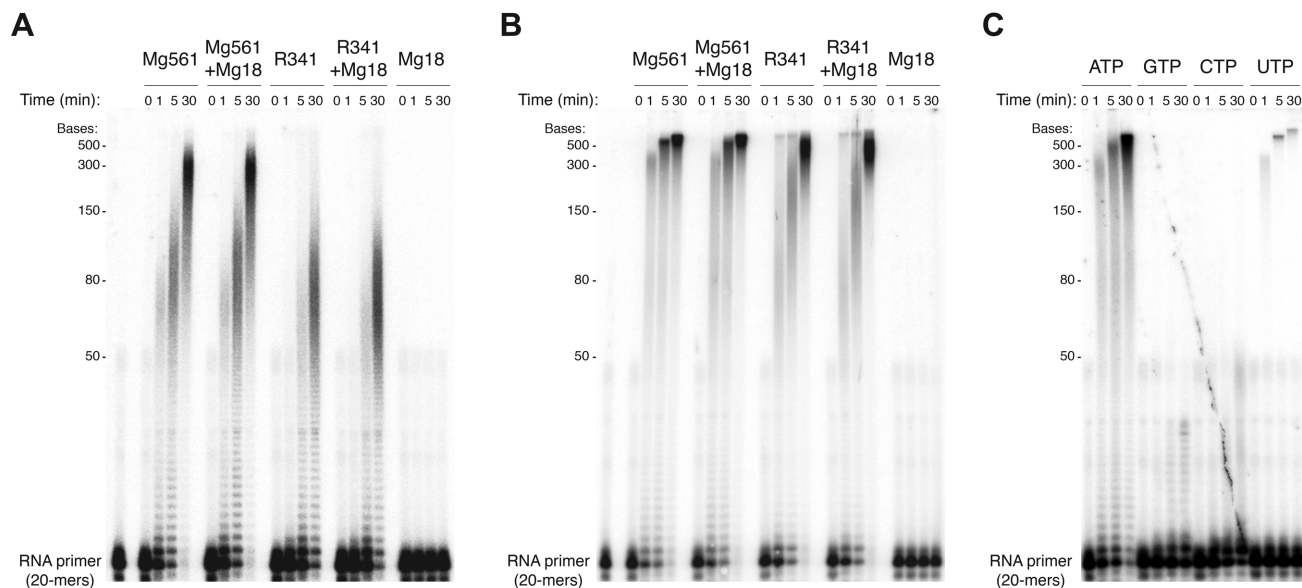 A
Mg561 Mg561 +Mg18 R341 R341 +Mg18 Mg18
Time (min): 0 1 5 30 0 1 5 30 0 1 5 30 0 1 5 30 0 1 5 30
Bases:
500 -
300 -
150 -
80 -
50 -
RNA primer
(20-mers)
B
Mg561 Mg561 +Mg18 R341 R341 +Mg18 Mg18
Time (min): 0 1 5 30 0 1 5 30 0 1 5 30 0 1 5 30 0 1 5 30
Bases:
500 -
300 -
150 -
80 -
50 -
RNA primer
(20-mers)
C
ATP GTP CTP UTP
Time (min): 0 1 5 30 0 1 5 30 0 1 5 30 0 1 5 30
Bases:
500 -
300 -
150 -
80 -
50 -
RNA primer
(20-mers)